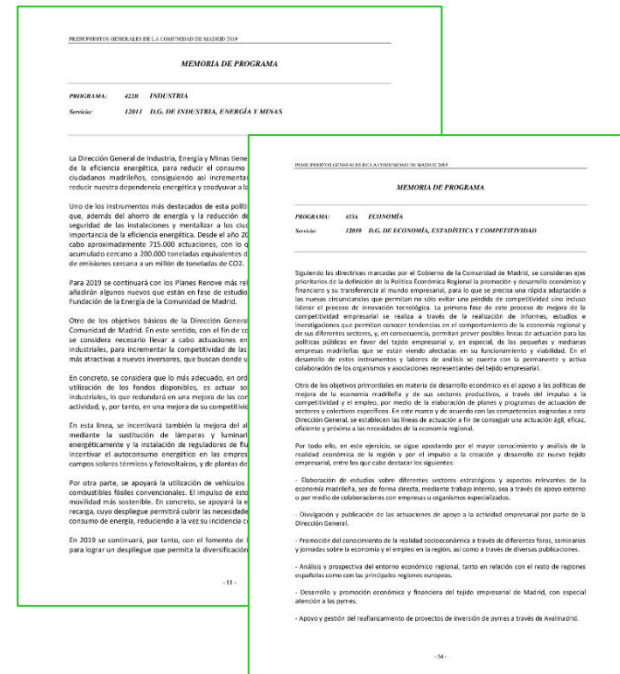 PRESUPUESTOS GENERALES DE LA COMUNIDAD DE MADRID 2019
MEMORIA DE PROGRAMA
PROGRAMA: 422B INDUSTRIA
Servicio: 12011 D.G. DE INDUSTRIA, ENERGÍA Y MINAS
La Dirección General de Industria, Energía y Minas tiene
de la eficiencia energética, para reducir el consumo
ciudadanos madrileños, consiguiendo así incrementa
reducir nuestra dependencia energética y coadyuvar a la
Uno de los instrumentos más destacados de esta políti
que, además del ahorro de energía y la reducción de
seguridad de las instalaciones y mentalizar a los ciud
importancia de la eficiencia energética. Desde el año 20
cabo aproximadamente 715.000 actuaciones, con lo q
acumulado cercano a 200.000 toneladas equivalentes d
de emisiones cercana a un millón de toneladas de CO2.
Para 2019 se continuará con los Planes Renove más rel
añadirán algunos nuevos que están en fase de estudio
Fundación de la Energía de la Comunidad de Madrid.
Otro de los objetivos básicos de la Dirección Genera
Comunidad de Madrid. En este sentido, con el fin de co
se considera necesario llevar a cabo actuaciones en
industriales, para incrementar la competitividad de las
más atractivas a nuevos inversores, que buscan donde u
En concreto, se considera que lo más adecuado, en ord
utilización de los fondos disponibles, es actuar so
industriales, lo que redundará en una mejora de las con
actividad, y, por tanto, en una mejora de su competitivid
En esta línea, se incentivará también la mejora del al
mediante la sustitución de lámparas y luminari
energéticamente y la instalación de reguladores de flu
incentivar el autoconsumo energético en las empres
campos solares térmicos y fotovoltaicos, y de plantas de
Por otra parte, se apoyará la utilización de vehículos
combustibles fósiles convencionales. El impulso de esto
movilidad más sostenible. En concreto, se apoyará la e
recarga, cuyo despliegue permitirá cubrir las necesidade
consumo de energía, reduciendo a la vez su incidencia
En 2019 se continuará, por tanto, con el fomento de l
para lograr un despliegue que permita la diversificación
- 11 -
PRESUPUESTOS GENERALES DE LA COMUNIDAD DE MADRID 2019
MEMORIA DE PROGRAMA
PROGRAMA: 433A ECONOMÍA
Servicio: 12010 D.G. DE ECONOMÍA, ESTADÍSTICA Y COMPETITIVIDAD
Siguiendo las directrices marcadas por el Gobierno de la Comunidad de Madrid, se consideran ejes
prioritarios de la definición de la Política Económica Regional la promoción y desarrollo económico y
financiero y su transferencia al mundo empresarial, para lo que se precisa una rápida adaptación a
las nuevas circunstancias que permitan no sólo evitar una pérdida de competitividad sino incluso
liderar el proceso de innovación tecnológica. La primera fase de este proceso de mejora de la
competitividad empresarial se realiza a través de la realización de informes, estudios e
investigaciones que permitan conocer tendencias en el comportamiento de la economía regional y
de sus diferentes sectores, y, en consecuencia, permitan prever posibles líneas de actuación para las
políticas públicas en favor del tejido empresarial y, en especial, de las pequeñas y medianas
empresas madrileñas que se están viendo afectadas en su funcionamiento y viabilidad. En el
desarrollo de estos instrumentos y labores de análisis se cuenta con la permanente y activa
colaboración de los organismos y asociaciones representantes del tejido empresarial.
Otro de los objetivos primordiales en materia de desarrollo económico es el apoyo a las políticas de
mejora de la economía madrileña y de sus sectores productivos, a través del impulso a la
competitividad y el empleo, por medio de la elaboración de planes y programas de actuación de
sectores y colectivos específicos. En este marco y de acuerdo con las competencias asignadas a esta
Dirección General, se establecen las líneas de actuación a fin de conseguir una actuación ágil, eficaz,
eficiente y próxima a las necesidades de la economía regional.
Por todo ello, en este ejercicio, se sigue apostando por el mayor conocimiento y análisis de la
realidad económica de la región y por el impulso a la creación y desarrollo de nuevo tejido
empresarial, entre los que cabe destacar los siguientes:
- Elaboración de estudios sobre diferentes sectores estratégicos y aspectos relevantes de la
economía madrileña, sea de forma directa, mediante trabajo interno, sea a través de apoyo externo
o por medio de colaboraciones con empresas u organismos especializados.
- Divulgación y publicación de las actuaciones de apoyo a la actividad empresarial por parte de la
Dirección General.
- Promoción del conocimiento de la realidad socioeconómica a través de diferentes foros, seminarios
y jornadas sobre la economía y el empleo en la región, así como a través de diversas publicaciones.
- Análisis y prospectiva del entorno económico regional, tanto en relación con el resto de regiones
españolas como con las principales regiones europeas.
- Desarrollo y promoción económica y financiera del tejido empresarial de Madrid, con especial
atención a las pymes.
- Apoyo y gestión del reafianzamiento de proyectos de inversión de pymes a través de Avalmadrid.
- 34 -